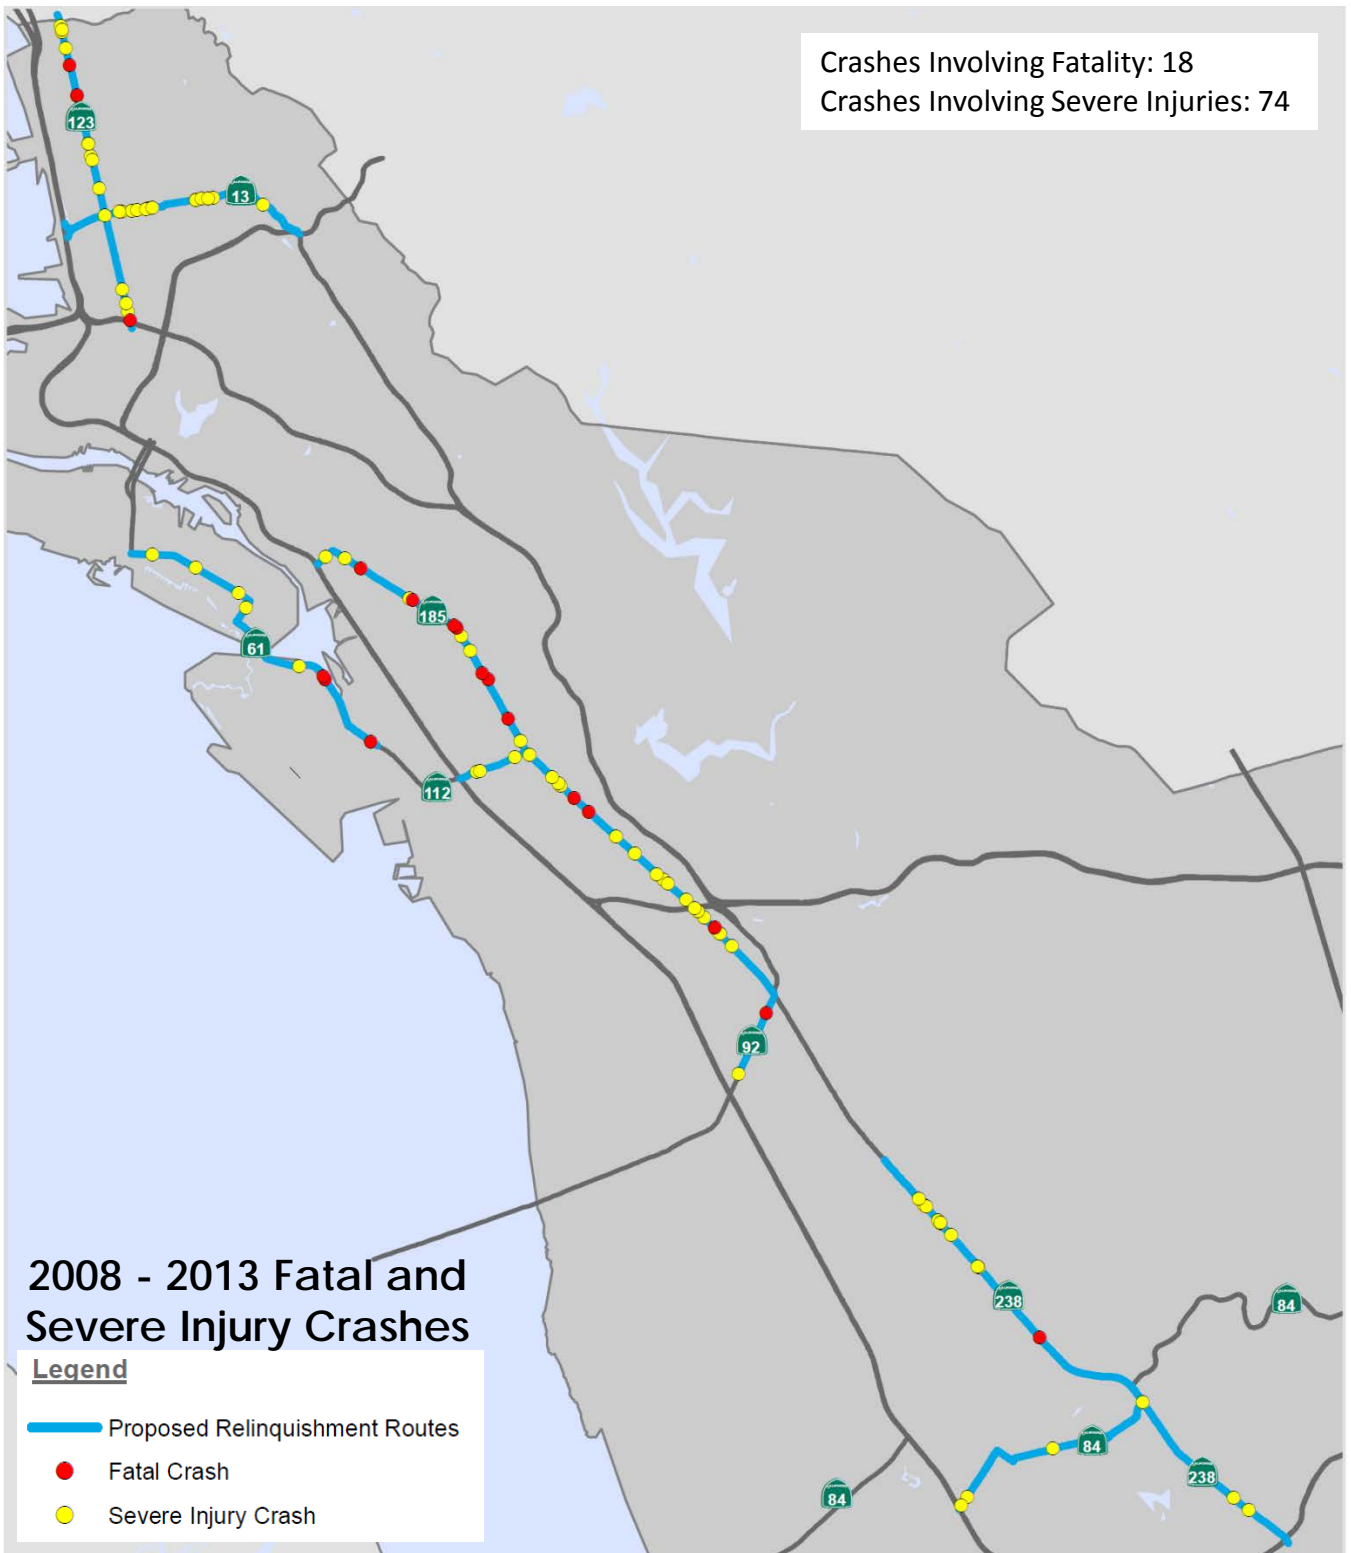 Crashes Involving Fatality: 18
Crashes Involving Severe Injuries: 74
123
13
185
61
112
92
238
84
84
238
84
2008 - 2013 Fatal and
Severe Injury Crashes
Legend
Proposed Relinquishment Routes
Fatal Crash
Severe Injury Crash